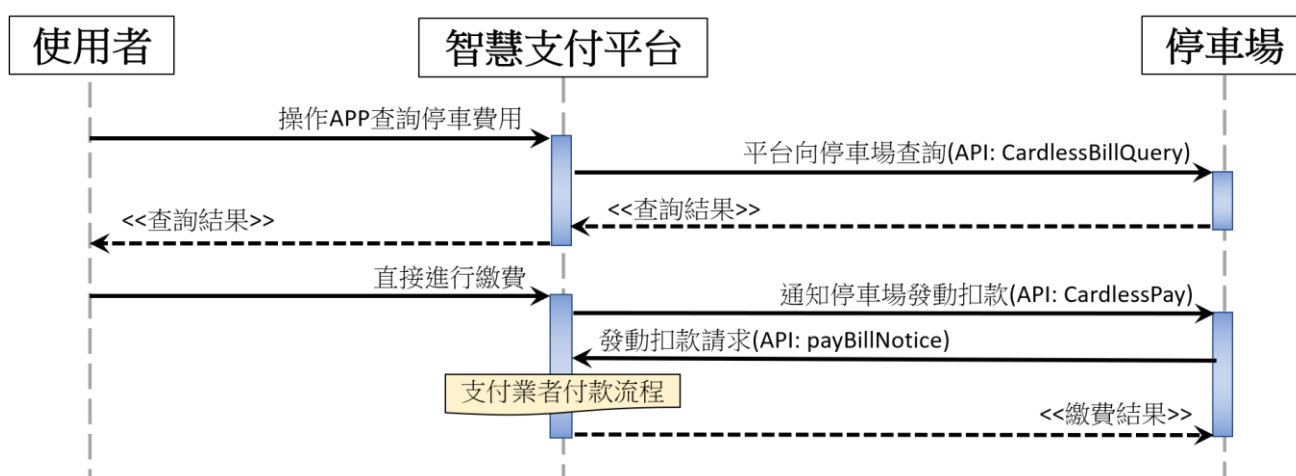 使用者
智慧支付平台
停車場
操作APP查詢停車費用
平台向停車場查詢(API: CardlessBillQuery)
<<查詢結果>>
<<查詢結果>>
直接進行繳費
通知停車場發動扣款(API: CardlessPay)
發動扣款請求(API: payBillNotice)
支付業者付款流程
<<繳費結果>>